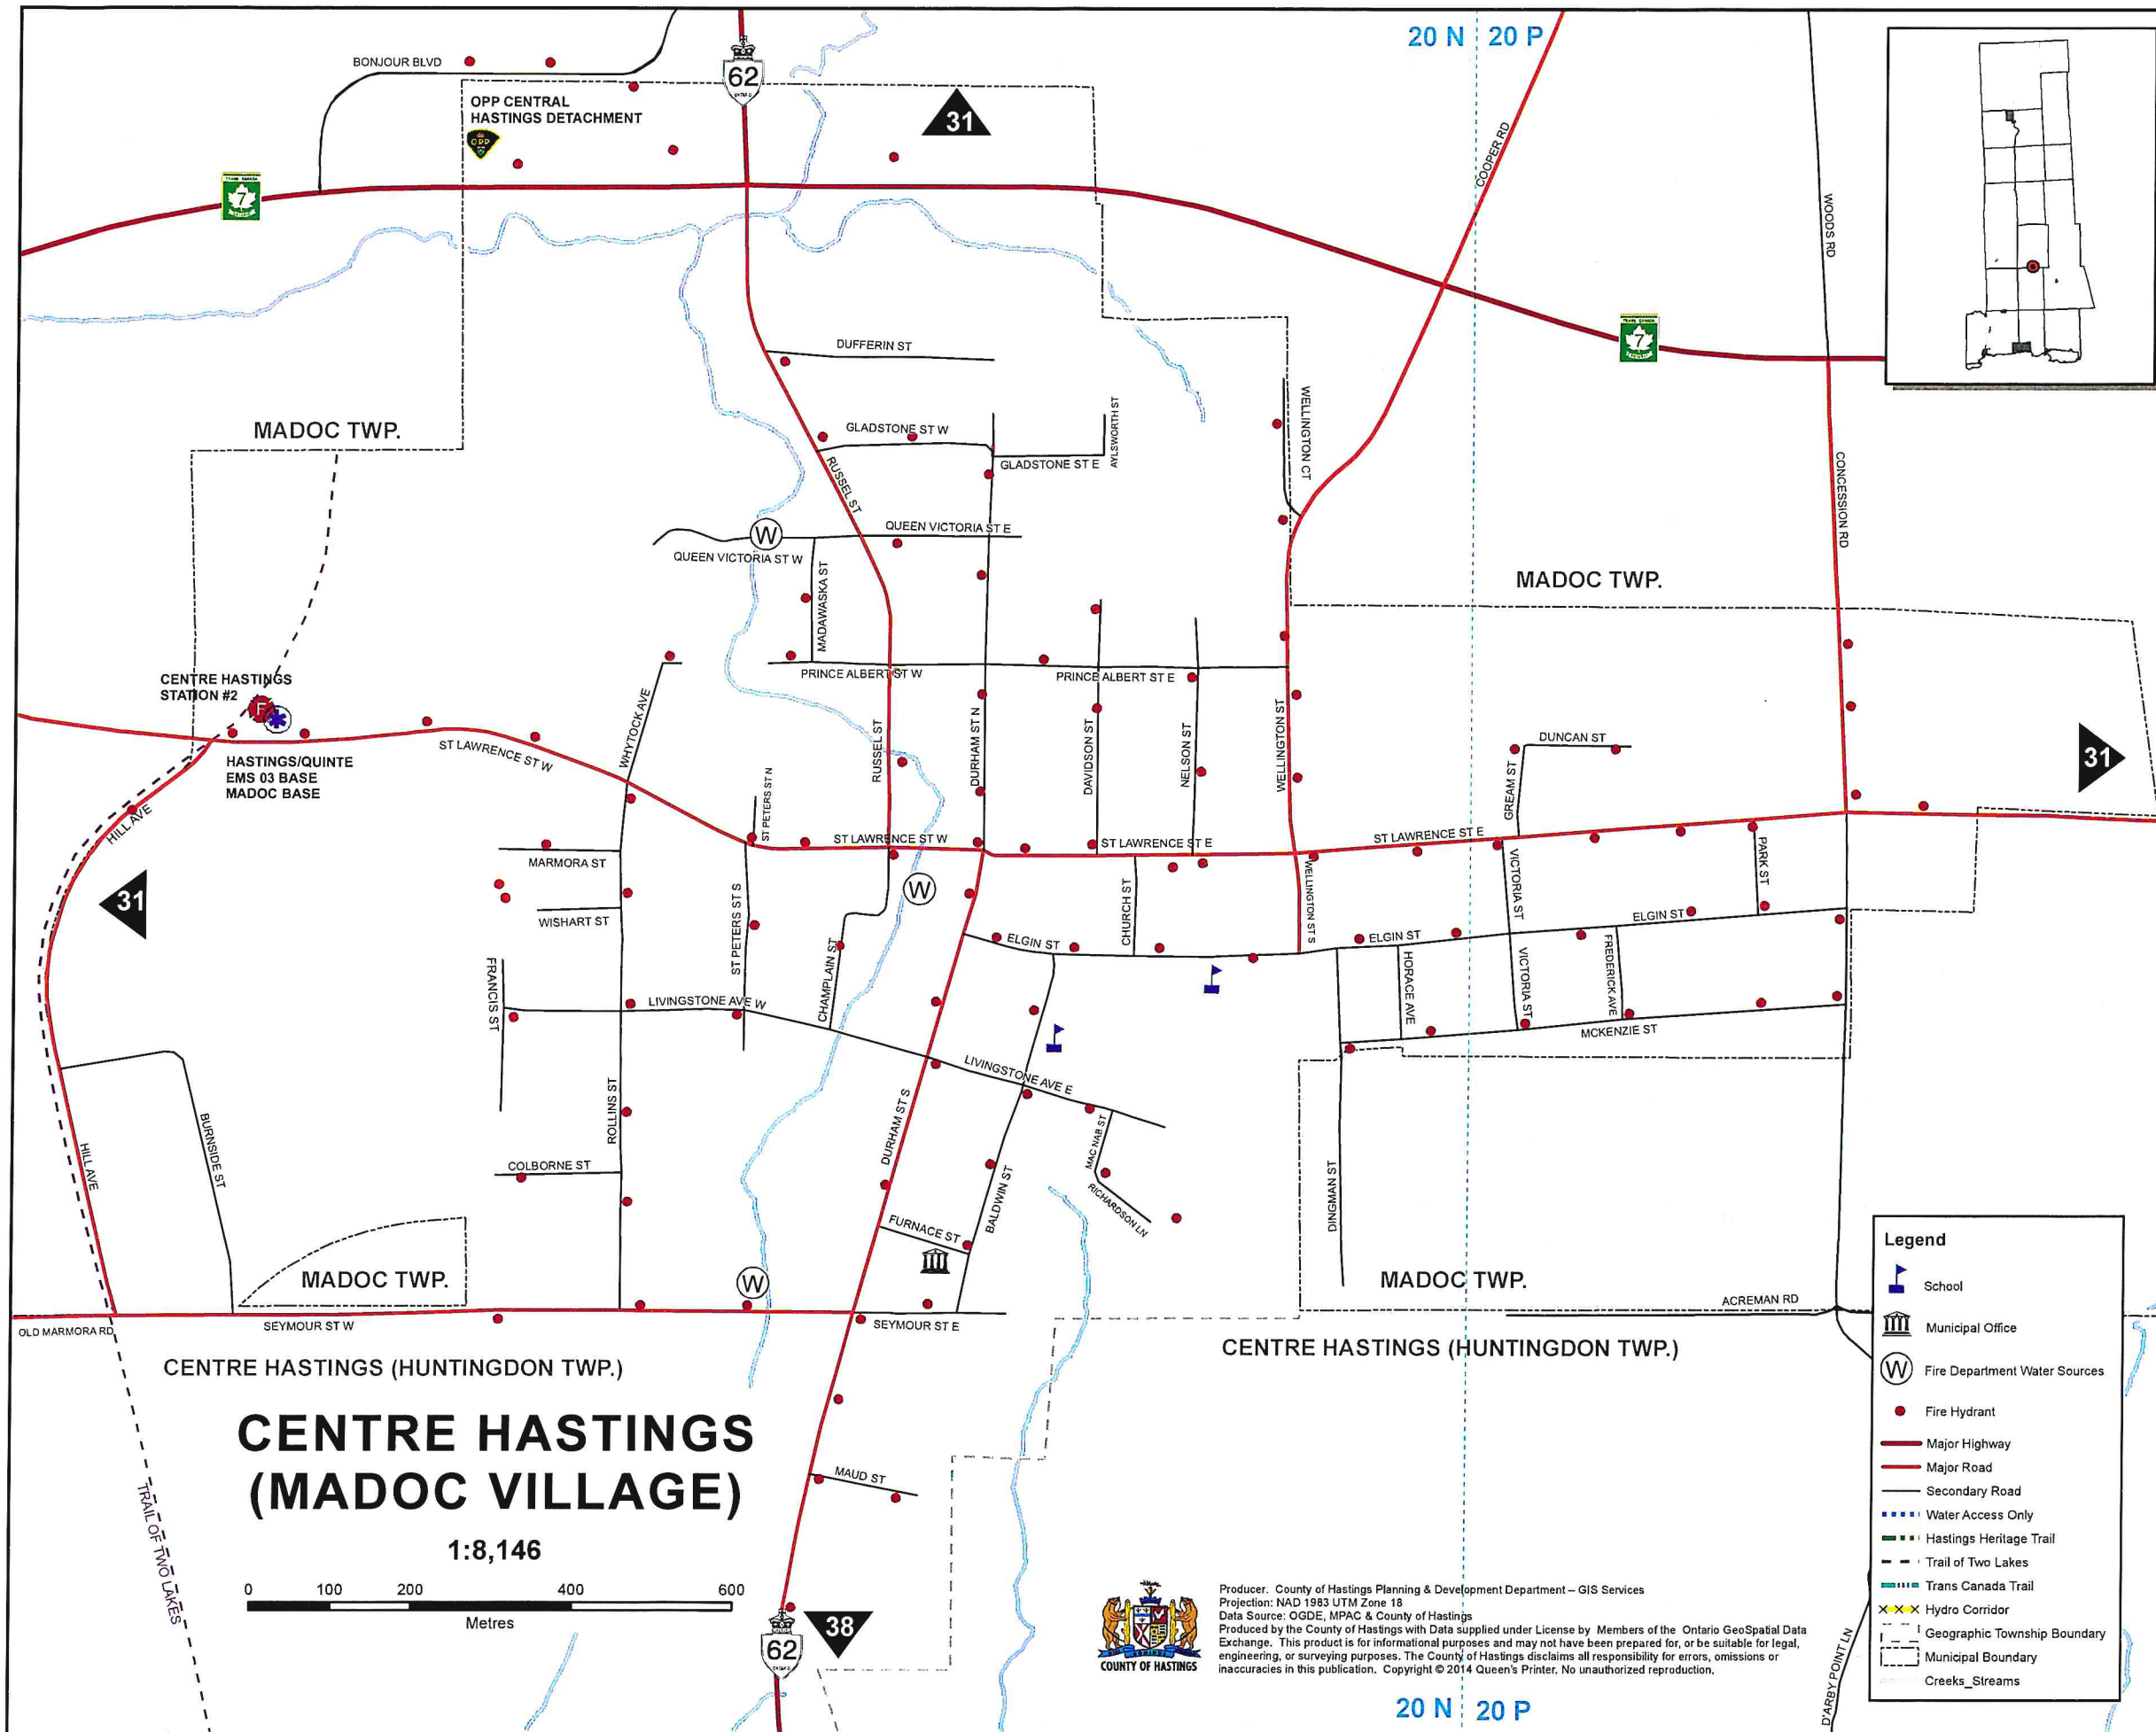 20 N
20 P
BONJOUR BLVD
62
OPP CENTRAL
HASTINGS DETACHMENT
OPP
31
7
COOPER RD
WOODS RD
7
DUFFERIN ST
MADOC TWP.
GLADSTONE ST W
GLADSTONE ST E
AYLSWORTH ST
WELLINGTON CT
RUSSEL ST
CONCESSION RD
W
QUEEN VICTORIA ST E
QUEEN VICTORIA ST W
MADAWASKA ST
MADOC TWP.
PRINCE ALBERT ST W
PRINCE ALBERT ST E
CENTRE HASTINGS
STATION #2
F
HASTINGS/QUINTE
EMS 03 BASE
MADOC BASE
ST LAWRENCE ST W
WHYTOCK AVE
RUSSEL ST
DURHAM ST N
DAVIDSON ST
NELSON ST
WELLINGTON ST
DUNCAN ST
GREAM ST
31
HILL AVE
ST PETERS ST N
ST LAWRENCE ST W
ST LAWRENCE ST E
ST LAWRENCE ST E
MARMORA ST
31
WISHART ST
ST PETERS ST S
W
CHURCH ST
WELLINGTON ST S
VICTORIA ST
PARK ST
ELGIN ST
ELGIN ST
ELGIN ST
CHAMPLAIN ST
FRANCIS ST
LIVINGSTONE AVE W
HORACE AVE
VICTORIA ST
FREDERICK AVE
MCKENZIE ST
LIVINGSTONE AVE E
BURNSIDE ST
ROLLINS ST
DURHAM ST S
MAC NAB ST
HILL AVE
COLBORNE ST
BALDWIN ST
RICHARDSON LN
DINGMAN ST
FURNACE ST
MADOC TWP.
W
MADOC TWP.
ACREMAN RD
OLD MARMORA RD
SEYMOUR ST W
SEYMOUR ST E
CENTRE HASTINGS (HUNTINGDON TWP.)
CENTRE HASTINGS (HUNTINGDON TWP.)
CENTRE HASTINGS
(MADOC VILLAGE)
1:8,146
0 100 200 400 600
Metres
MAUD ST
TRAIL OF TWO LAKES
62
38
D'ARBY POINT LN
COUNTY OF HASTINGS
Producer: County of Hastings Planning & Development Department – GIS Services
Projection: NAD 1983 UTM Zone 18
Data Source: OGDE, MPAC & County of Hastings
Produced by the County of Hastings with Data supplied under License by Members of the Ontario GeoSpatial Data
Exchange. This product is for informational purposes and may not have been prepared for, or be suitable for legal,
engineering, or surveying purposes. The County of Hastings disclaims all responsibility for errors, omissions or
inaccuracies in this publication. Copyright © 2014 Queen's Printer. No unauthorized reproduction.
20 N
20 P
Legend
School
Municipal Office
W Fire Department Water Sources
Fire Hydrant
Major Highway
Major Road
Secondary Road
Water Access Only
Hastings Heritage Trail
Trail of Two Lakes
Trans Canada Trail
Hydro Corridor
Geographic Township Boundary
Municipal Boundary
Creeks_Streams